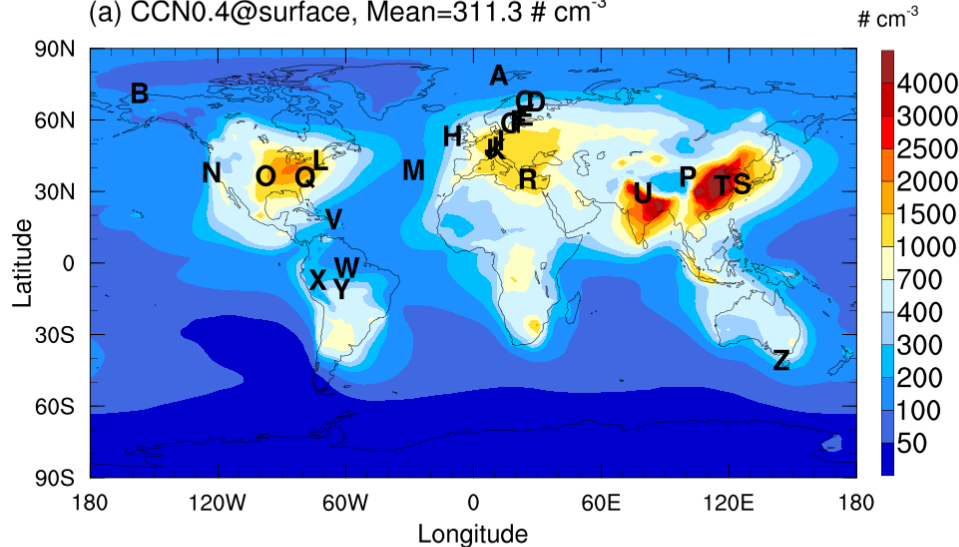 (a) CCN0.4@surface, Mean=311.3 # cm-3
# cm-3
90N
60N
30N
0
30S
60S
90S
Latitude
180 120W 60W 0 60E 120E 180
Longitude
4000
3000
2500
2000
1500
1000
700
400
300
200
100
50
A
B
D
H
N
O
Q
L
M
R
U
P
T
S
V
W
X
Y
Z